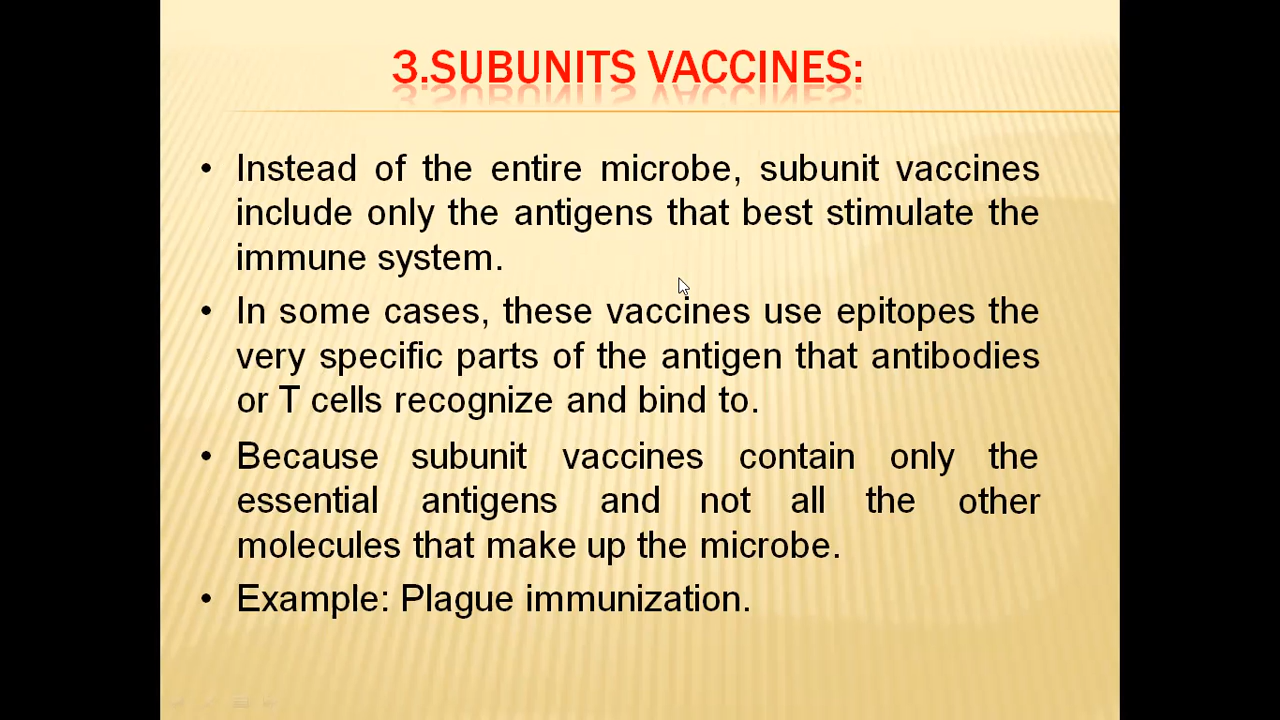 3.SUBUNITS VACCINES:
• Instead of the entire microbe, subunit vaccines
include only the antigens that best stimulate the
immune system.
• In some cases, these vaccines use epitopes the
very specific parts of the antigen that antibodies
or T cells recognize and bind to.
• Because subunit vaccines contain only the
essential antigens and not all the other
molecules that make up the microbe.
• Example: Plague immunization.